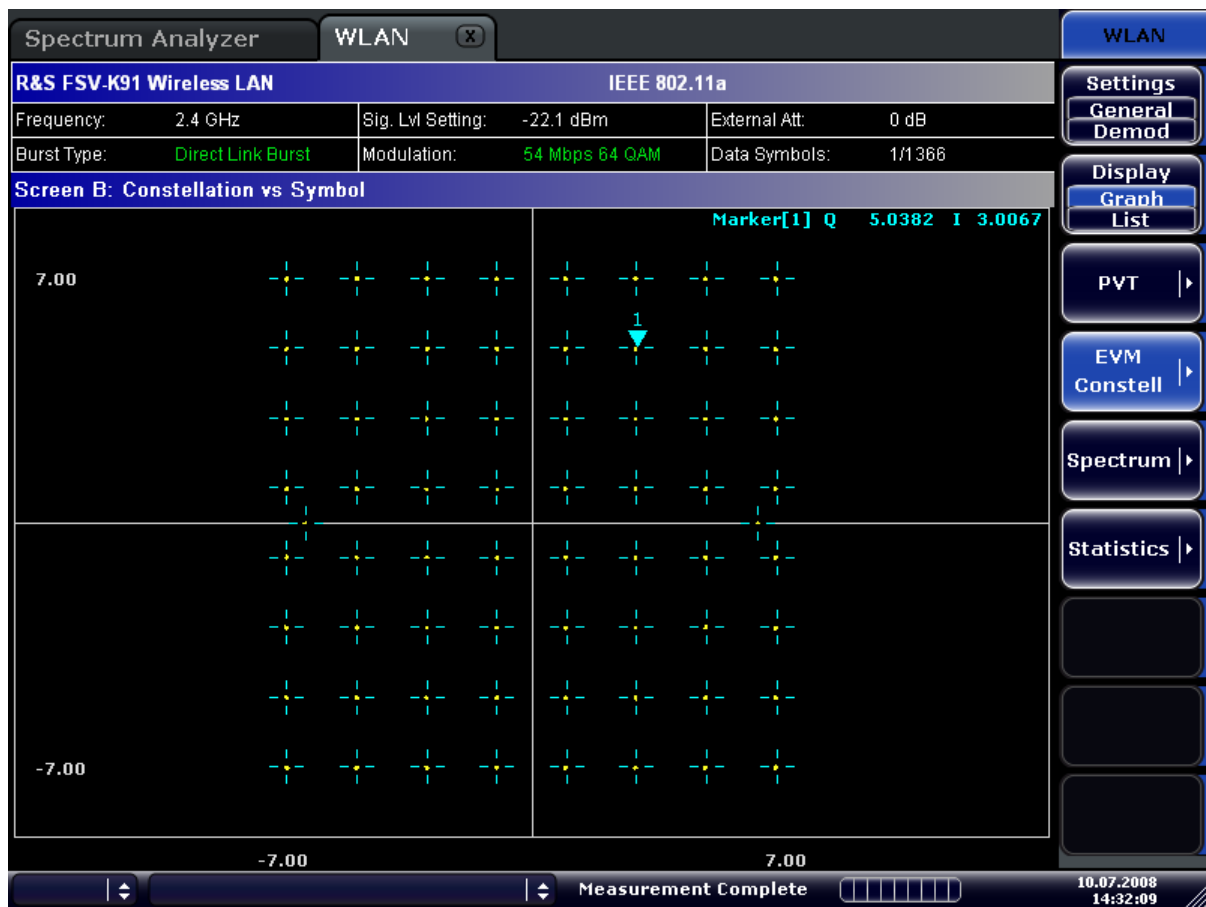 Spectrum Analyzer WLAN X WLAN
R&S FSV-K91 Wireless LAN IEEE 802.11a
Frequency: 2.4 GHz Sig. Lvl Setting: -22.1 dBm External Att: 0 dB
Burst Type: Direct Link Burst Modulation: 54 Mbps 64 QAM Data Symbols: 1/1366
Screen B: Constellation vs Symbol
Marker[1] Q 5.0382 I 3.0067
7.00
1
-7.00
-7.00 7.00
Settings
General
Demod
Display
Graph
List
PVT
EVM
Constell
Spectrum
Statistics
Measurement Complete
10.07.2008
14:32:09